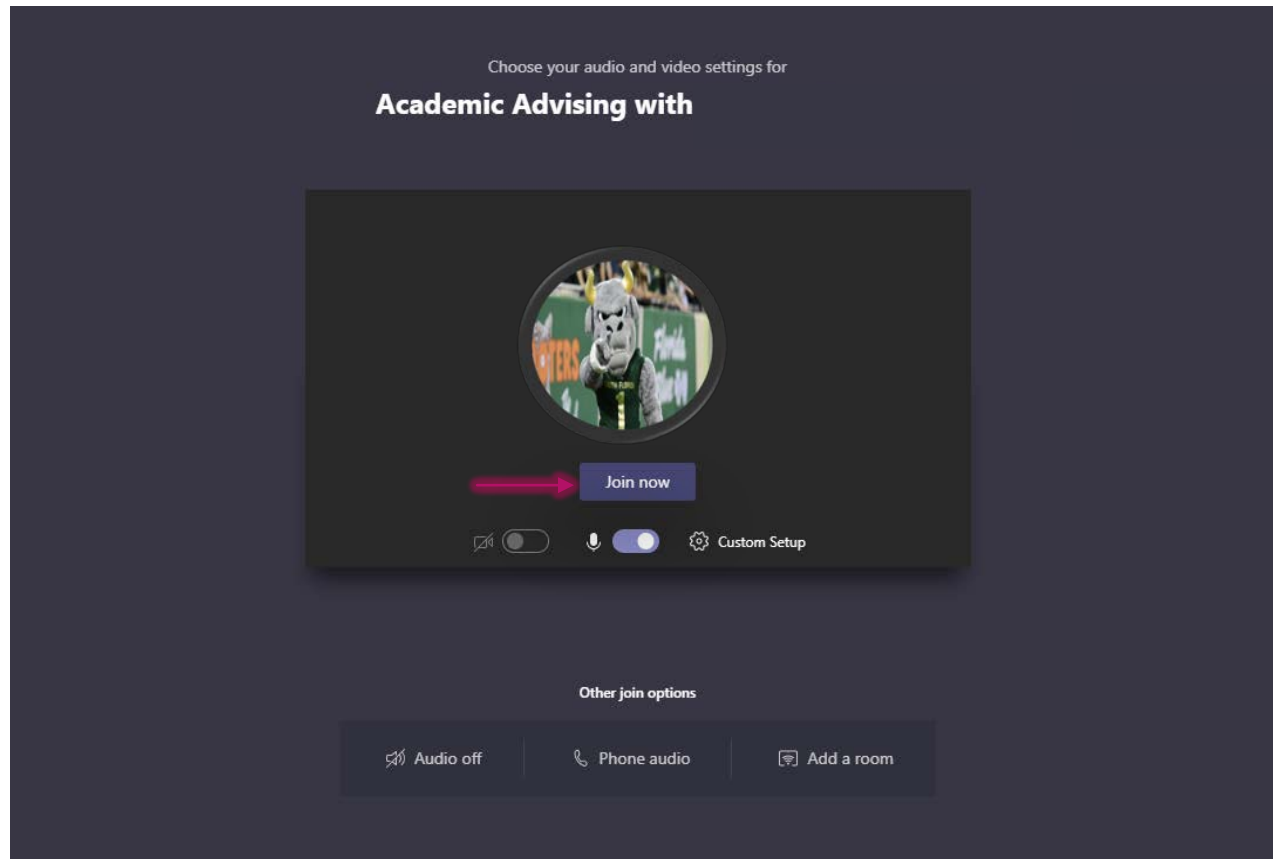 Choose your audio and video settings for
Academic Advising with
Florida
Join now
Custom Setup
Other join options
Audio off
Phone audio
Add a room